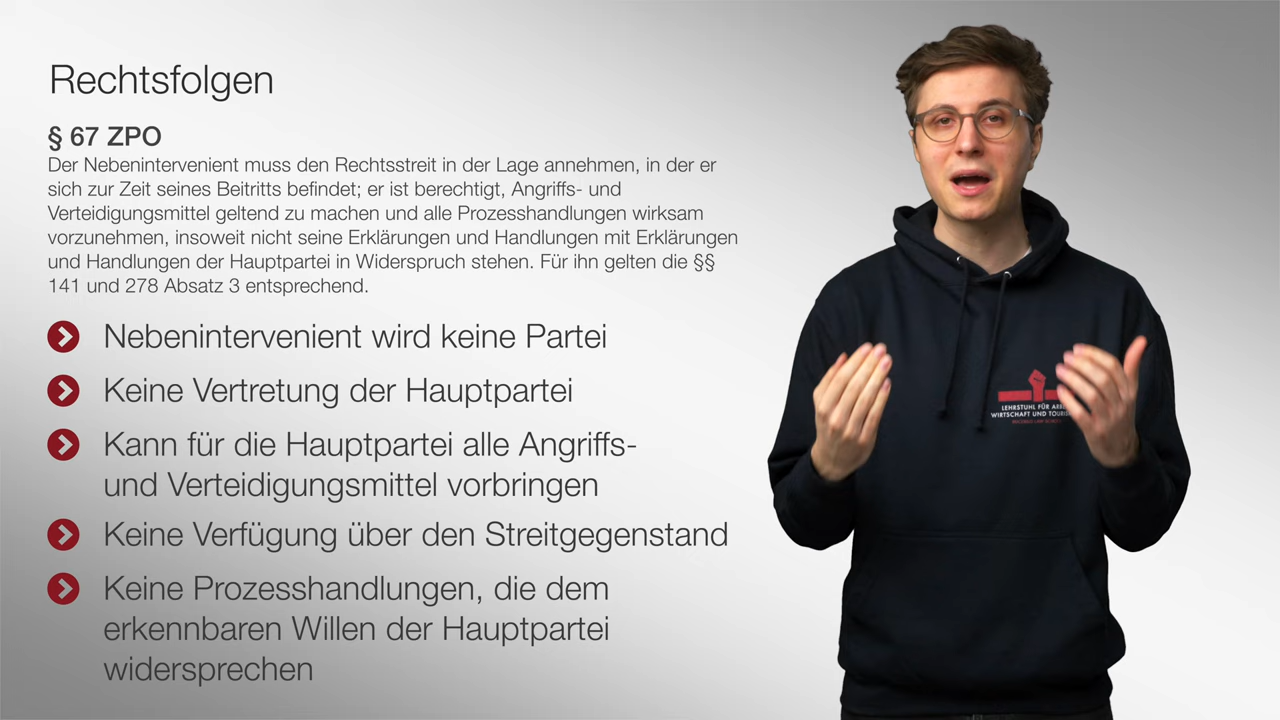 Rechtsfolgen
§ 67 ZPO
Der Nebenintervenient muss den Rechtsstreit in der Lage annehmen, in der er
sich zur Zeit seines Beitritts befindet; er ist berechtigt, Angriffs- und
Verteidigungsmittel geltend zu machen und alle Prozesshandlungen wirksam
vorzunehmen, insoweit nicht seine Erklärungen und Handlungen mit Erklärungen
und Handlungen der Hauptpartei in Widerspruch stehen. Für ihn gelten die §§
141 und 278 Absatz 3 entsprechend.
Nebenintervenient wird keine Partei
Keine Vertretung der Hauptpartei
Kann für die Hauptpartei alle Angriffs-
und Verteidigungsmittel vorbringen
Keine Verfügung über den Streitgegenstand
Keine Prozesshandlungen, die dem
erkennbaren Willen der Hauptpartei
widersprechen
LEHRSTUHL FÜR
WIRTSCHAFT UND